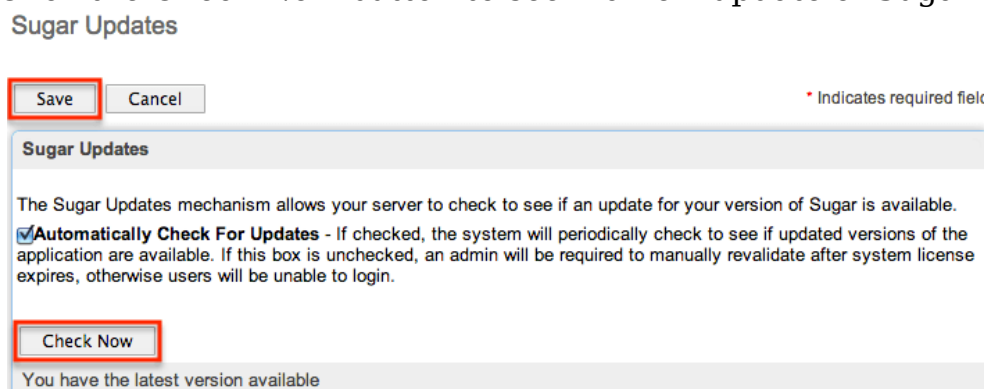 Sugar Updates
Save Cancel * Indicates required field
Sugar Updates
The Sugar Updates mechanism allows your server to check to see if an update for your version of Sugar is available.
Automatically Check For Updates - If checked, the system will periodically check to see if updated versions of the
application are available. If this box is unchecked, an admin will be required to manually revalidate after system license
expires, otherwise users will be unable to login.
Check Now
You have the latest version available